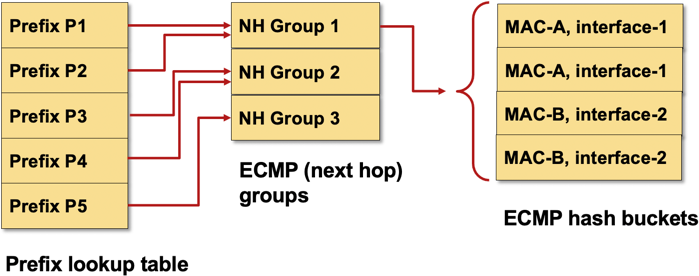 Prefix P1
Prefix P2
Prefix P3
Prefix P4
Prefix P5
Prefix lookup table
NH Group 1
NH Group 2
NH Group 3
ECMP (next hop)
groups
MAC-A, interface-1
MAC-A, interface-1
MAC-B, interface-2
MAC-B, interface-2
ECMP hash buckets